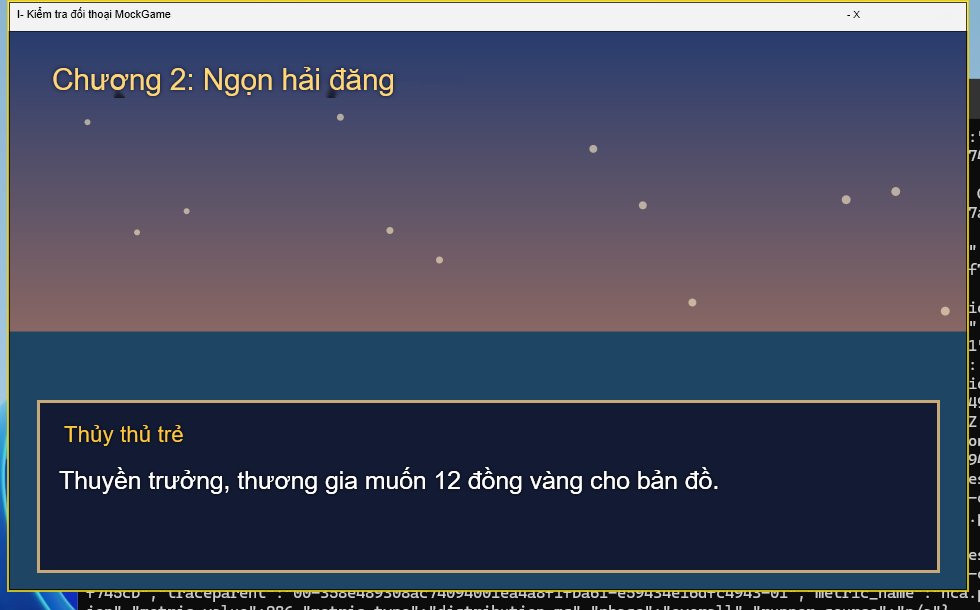 I- Kiểm tra đối thoại MockGame
- X
Chương 2: Ngọn hải đăng
Thủy thủ trẻ
Thuyền trưởng, thương gia muốn 12 đồng vàng cho bản đồ.